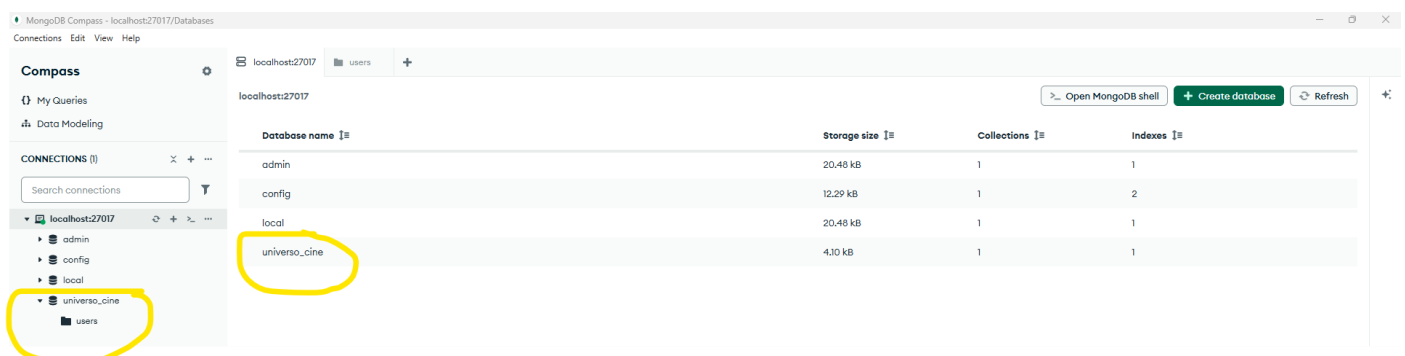 MongoDB Compass - localhost:27017/Databases
Connections Edit View Help
Compass
{} My Queries
Data Modeling
CONNECTIONS (1)
Search connections
localhost:27017
admin
config
local
universo_cine
users
localhost:27017 users
localhost:27017
>_ Open MongoDB shell + Create database Refresh
Database name Storage size Collections Indexes
admin 20.48 kB 1 1
config 12.29 kB 1 2
local 20.48 kB 1 1
universo_cine 4.10 kB 1 1